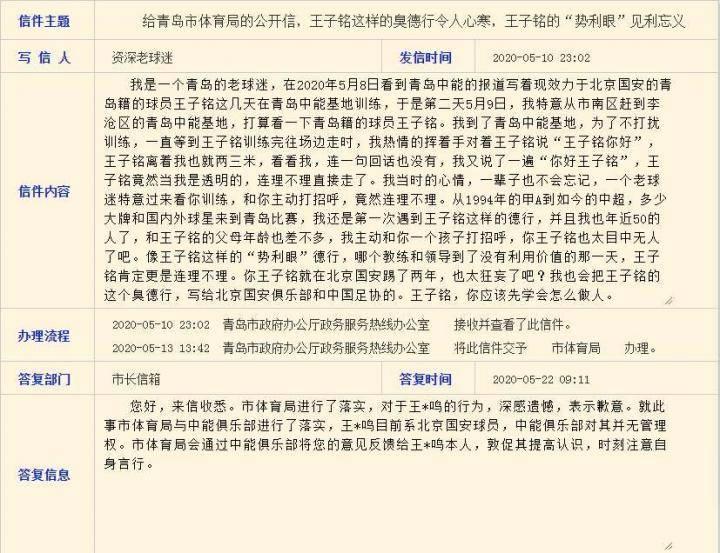 信件主题 给青岛市体育局的公开信，王子铭这样的臭德行令人心寒，王子铭的“势利眼”见利忘义
写 信 人 资深老球迷 发信时间 2020-05-10 23:02
信件内容
我是一个青岛的老球迷，在2020年5月8日看到青岛中能的报道写着现效力于北京国安的青
岛籍的球员王子铭这几天在青岛中能基地训练，于是第二天5月9日，我特意从市南区赶到李
沧区的青岛中能基地，打算看一下青岛籍的球员王子铭。我到了青岛中能基地，为了不打扰
训练，一直等到王子铭训练完往场边走时，我热情的挥着手对着王子铭说“王子铭你好”，
王子铭离着我也就两三米，看看我，连一句回话也没有，我又说了一遍“你好王子铭”，王
子铭竟然当我是透明的，连理不理直接走了。我当时的心情，一辈子也不会忘记，一个老球
迷特意过来看你训练，和你主动打招呼，竟然连理不理。从1994年的甲A到如今的中超，多少
大牌和国内外球星来到青岛比赛，我还是第一次遇到王子铭这样的德行，并且我也年近50的
人了，和王子铭的父母年龄也差不多，我主动和你一个孩子打招呼，你王子铭也太目中无人
了吧。像王子铭这样的“势利眼”德行，哪个教练和领导到了没有利用价值的那一天，王子
铭肯定更是连理不理。你王子铭就在北京国安踢了两年，也太狂妄了吧？我也会把王子铭的
这个臭德行，写给北京国安俱乐部和中国足协的。王子铭，你应该先学会怎么做人。
办理流程
2020-05-10 23:02 青岛市政府办公厅政务服务热线办公室 接收并查看了此信件。
2020-05-13 13:42 青岛市政府办公厅政务服务热线办公室 将此信件交予 市体育局 办理。
答复部门 市长信箱 答复时间 2020-05-22 09:11
答复信息
您好，来信收悉。市体育局进行了落实，对于王*鸣的行为，深感遗憾，表示歉意。就此
事市体育局与中能俱乐部进行了落实，王*鸣目前系北京国安球员，中能俱乐部对其并无管理
权。市体育局会通过中能俱乐部将您的意见反馈给王*鸣本人，敦促其提高认识，时刻注意自
身言行。